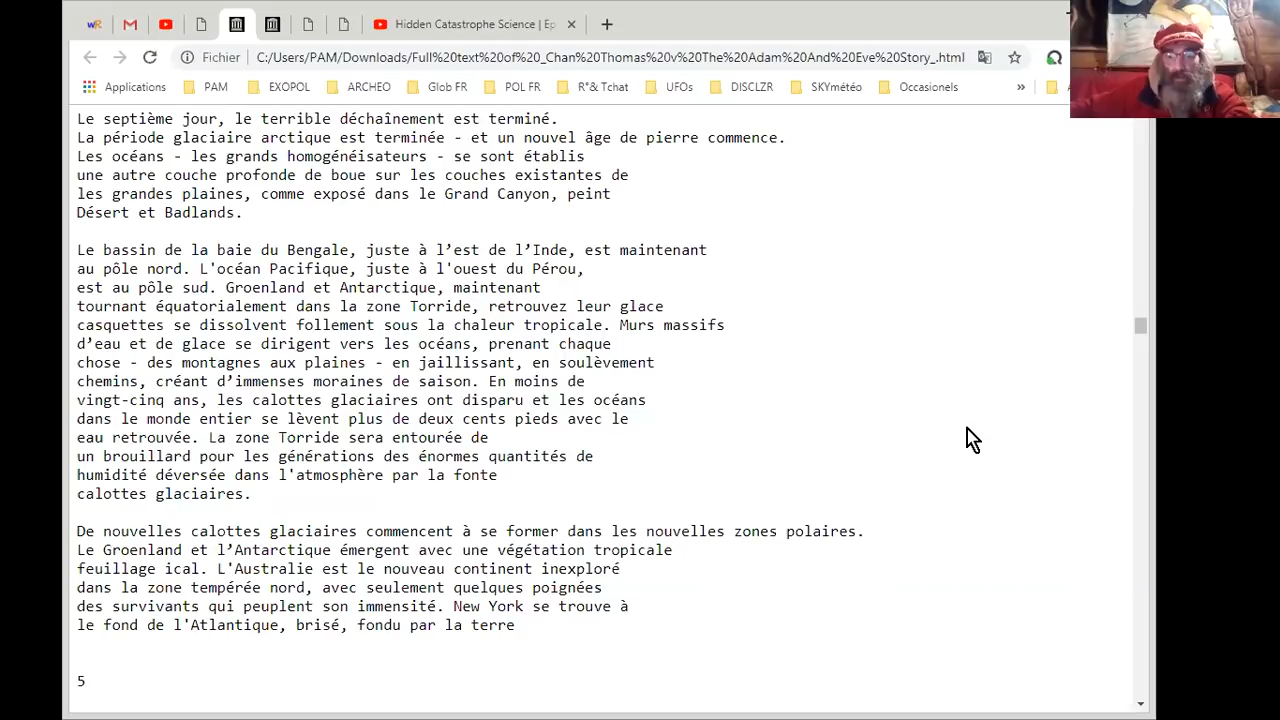 wR
Hidden Catastrophe Science | Ep
Fichier
C:/Users/PAM/Downloads/Full%20text%20of%20_Chan%20Thomas%20v%20The%20Adam%20And%20Eve%20Story_.html
Applications
PAM
EXOPOL
ARCHEO
Glob FR
POL FR
R°& Tchat
UFOs
DISCLZR
SKYmétéo
Occasionels
»
Le septième jour, le terrible déchaînement est terminé.
La période glaciaire arctique est terminée - et un nouvel âge de pierre commence.
Les océans - les grands homogénéisateurs - se sont établis
une autre couche profonde de boue sur les couches existantes de
les grandes plaines, comme exposé dans le Grand Canyon, peint
Désert et Badlands.
Le bassin de la baie du Bengale, juste à l’est de l’Inde, est maintenant
au pôle nord. L'océan Pacifique, juste à l'ouest du Pérou,
est au pôle sud. Groenland et Antarctique, maintenant
tournant équatorialement dans la zone Torride, retrouvez leur glace
casquettes se dissolvent follement sous la chaleur tropicale. Murs massifs
d’eau et de glace se dirigent vers les océans, prenant chaque
chose - des montagnes aux plaines - en jaillissant, en soulèvement
chemins, créant d’immenses moraines de saison. En moins de
vingt-cinq ans, les calottes glaciaires ont disparu et les océans
dans le monde entier se lèvent plus de deux cents pieds avec le
eau retrouvée. La zone Torride sera entourée de
un brouillard pour les générations des énormes quantités de
humidité déversée dans l'atmosphère par la fonte
calottes glaciaires.
De nouvelles calottes glaciaires commencent à se former dans les nouvelles zones polaires.
Le Groenland et l’Antarctique émergent avec une végétation tropicale
feuillage ical. L'Australie est le nouveau continent inexploré
dans la zone tempérée nord, avec seulement quelques poignées
des survivants qui peuplent son immensité. New York se trouve à
le fond de l'Atlantique, brisé, fondu par la terre
5